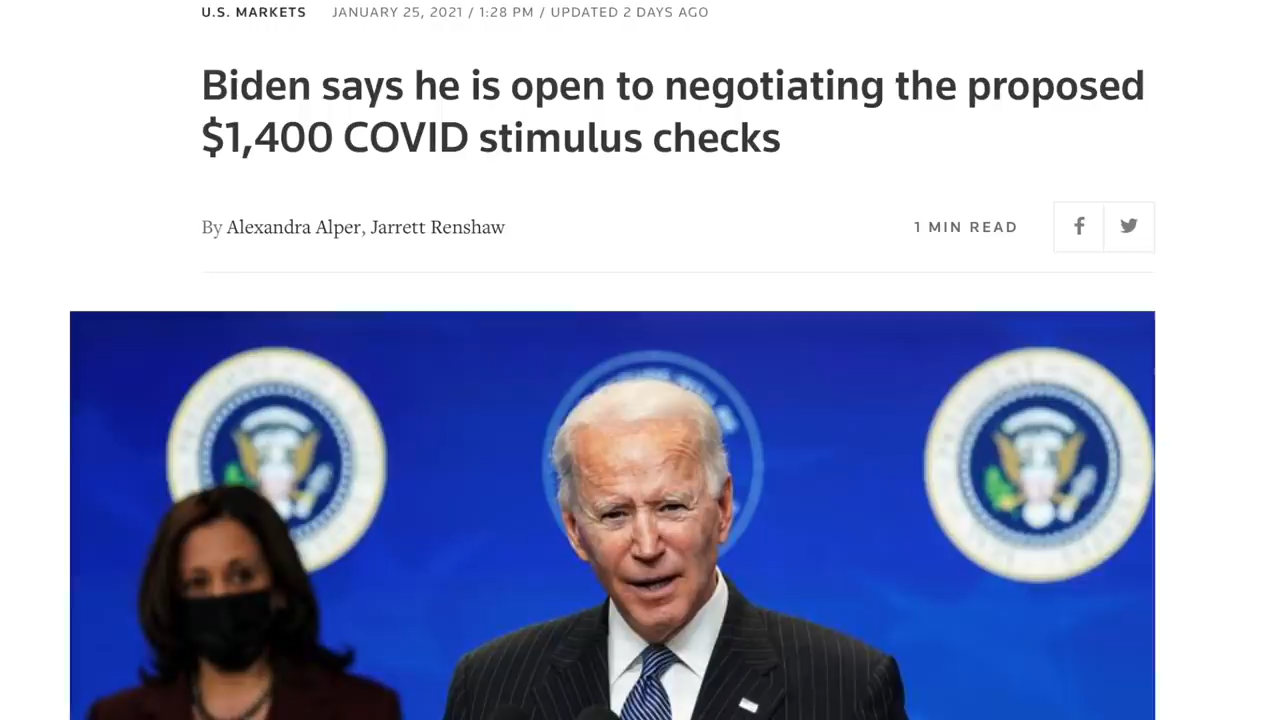 U.S. MARKETS JANUARY 25, 2021 / 1:28 PM / UPDATED 2 DAYS AGO
Biden says he is open to negotiating the proposed
$1,400 COVID stimulus checks
By Alexandra Alper, Jarrett Renshaw
1 MIN READ